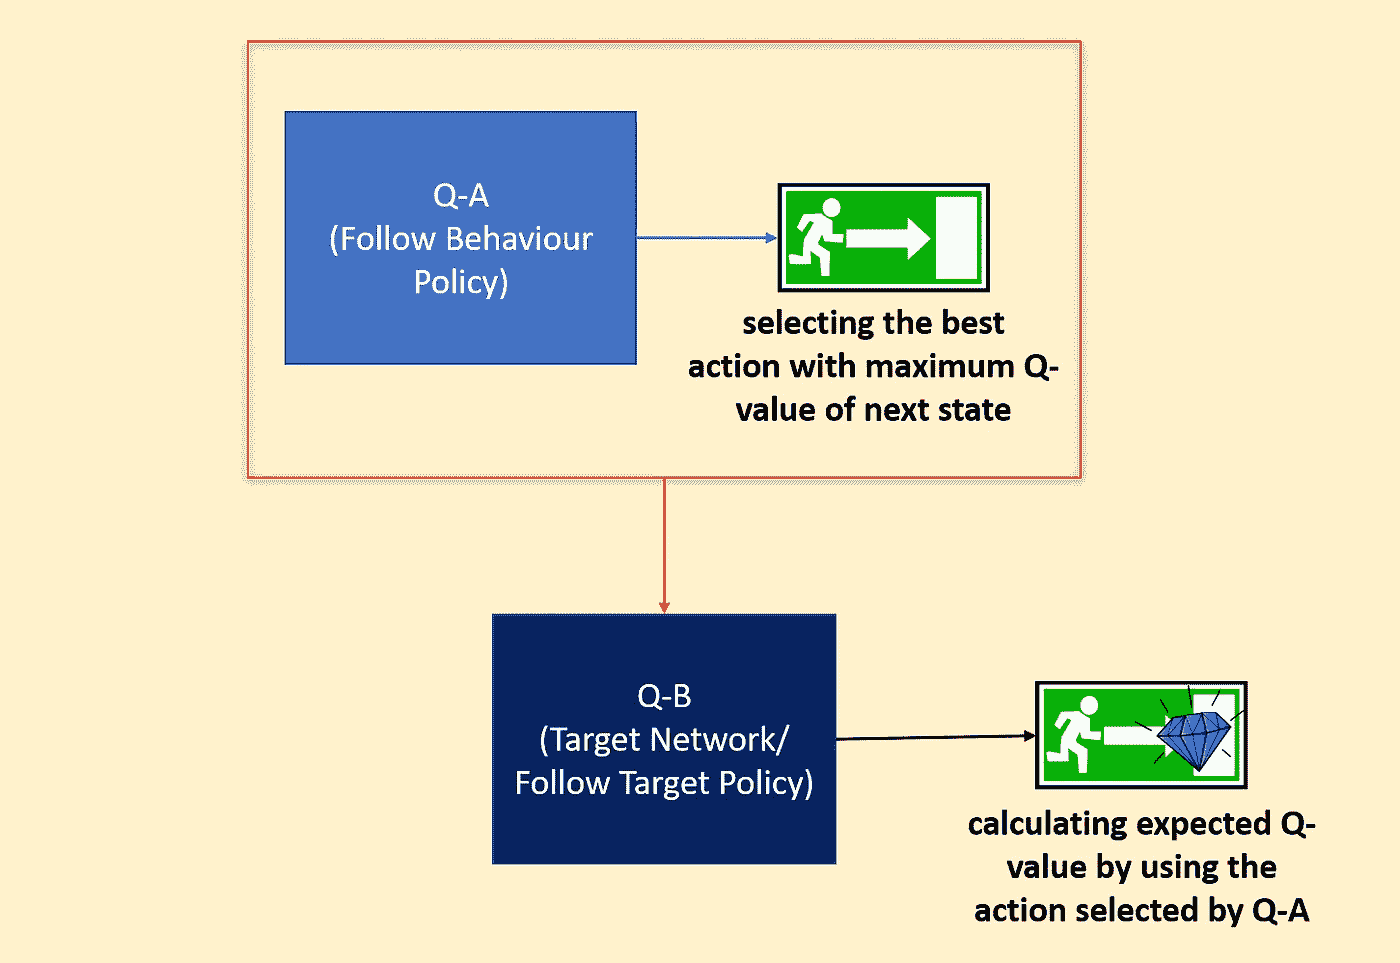 Q-A
(Follow Behaviour
Policy)
selecting the best
action with maximum Q-
value of next state
Q-B
(Target Network/
Follow Target Policy)
calculating expected Q-
value by using the
action selected by Q-A